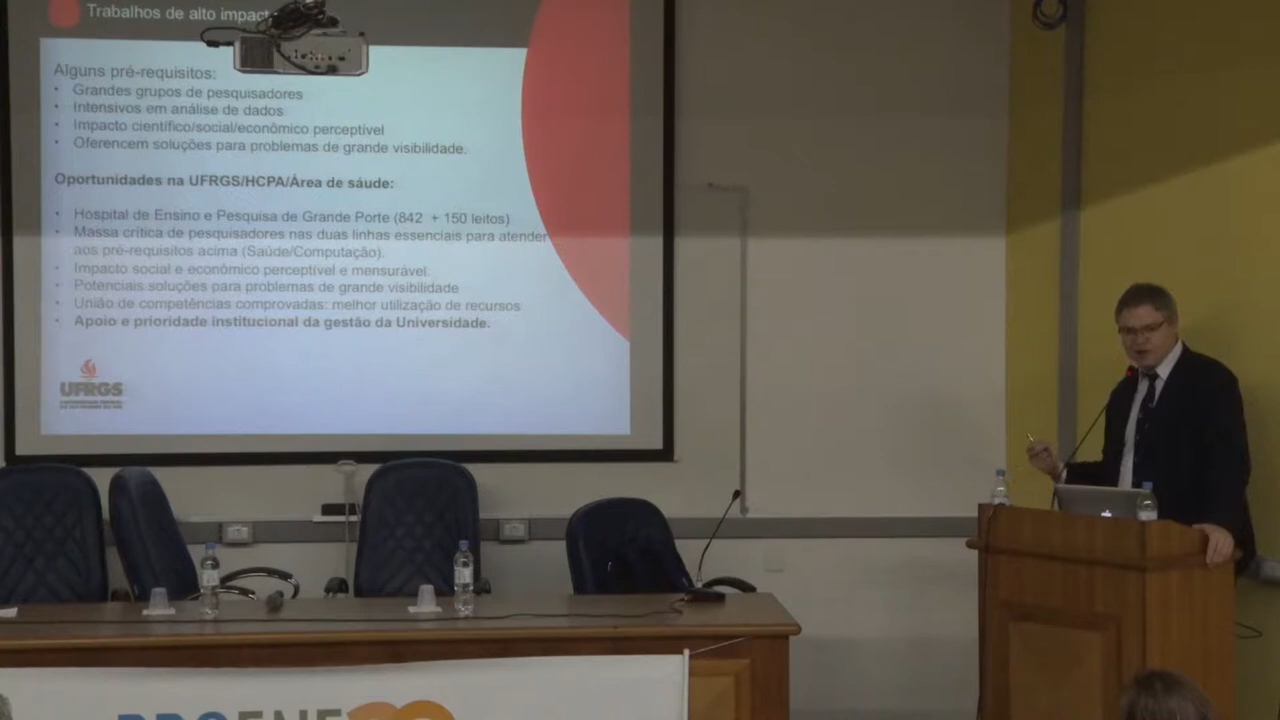 Trabalhos de alto impact
Alguns pré-requisitos:
• Grandes grupos de pesquisadores
• Intensivos em análise de dados
• Impacto científico/social/econômico perceptível
• Oferencem soluções para problemas de grande visibilidade.
Oportunidades na UFRGS/HCPA/Área de sáude:
• Hospital de Ensino e Pesquisa de Grande Porte (842 + 150 leitos)
• Massa crítica de pesquisadores nas duas linhas essenciais para atender
aos pré-requisitos acima (Saúde/Computação).
• Impacto social e econômico perceptível e mensurável.
• Potenciais soluções para problemas de grande visibilidade
• União de competências comprovadas: melhor utilização de recursos
• Apoio e prioridade institucional da gestão da Universidade.
UFRGS